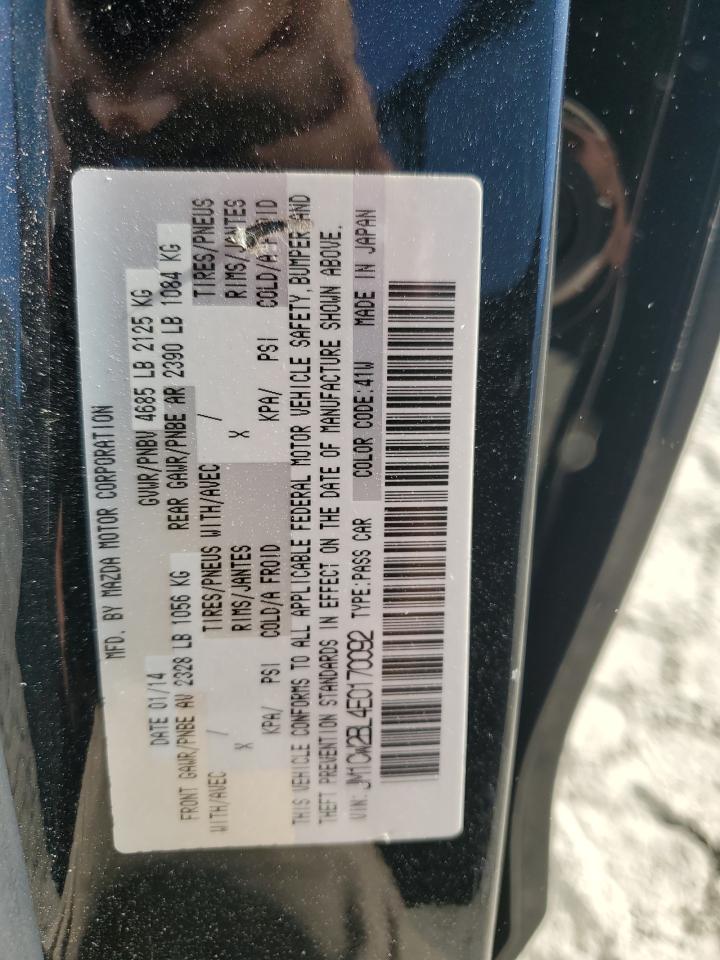 MFD. BY MAZDA MOTOR CORPORATION
DATE 01/14 GVWR/PNBV 4685 LB 2125 KG
FRONT GAWR/PNBE AV 2328 LB 1056 KG REAR GAWR/PNBE AR 2390 LB 1084 KG
WITH/AVEC TIRES/PNEUS WITH/AVEC TIRES/PNEUS
/ X RIMS/JANTES / X RIMS/JANTES
KPA/ PSI COLD/A FROID KPA/ PSI COLD/A FROID
THIS VEHICLE CONFORMS TO ALL APPLICABLE FEDERAL MOTOR VEHICLE SAFETY, BUMPER AND
THEFT PREVENTION STANDARDS IN EFFECT ON THE DATE OF MANUFACTURE SHOWN ABOVE.
VIN: JM1CW2BL4E0170092 TYPE:PASS CAR COLOR CODE:41W MADE IN JAPAN